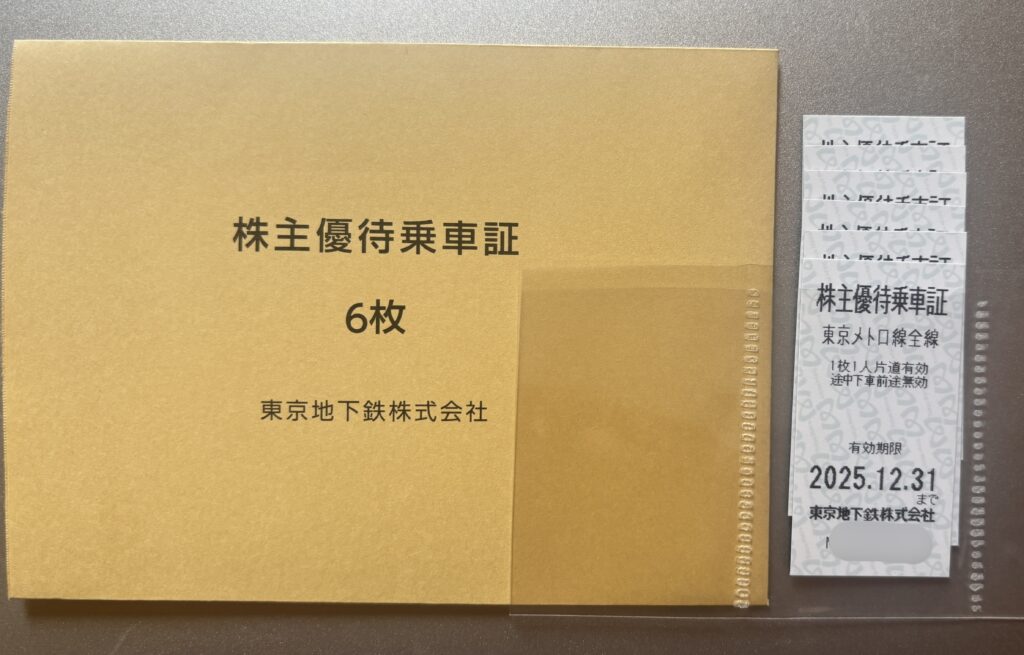 株主優待乗車証
6枚
東京地下鉄株式会社
株主優待乗車証
東京メトロ線全線
1枚1人片道有効
途中下車前途無効
有効期限
2025.12.31
まで
東京地下鉄株式会社